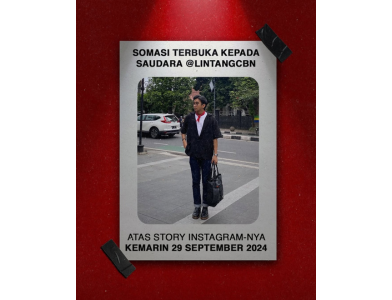 SOMASI TERBUKA KEPADA
SAUDARA @LINTANGCBN
ATAS STORY INSTAGRAM-NYA
KEMARIN 29 SEPTEMBER 2024